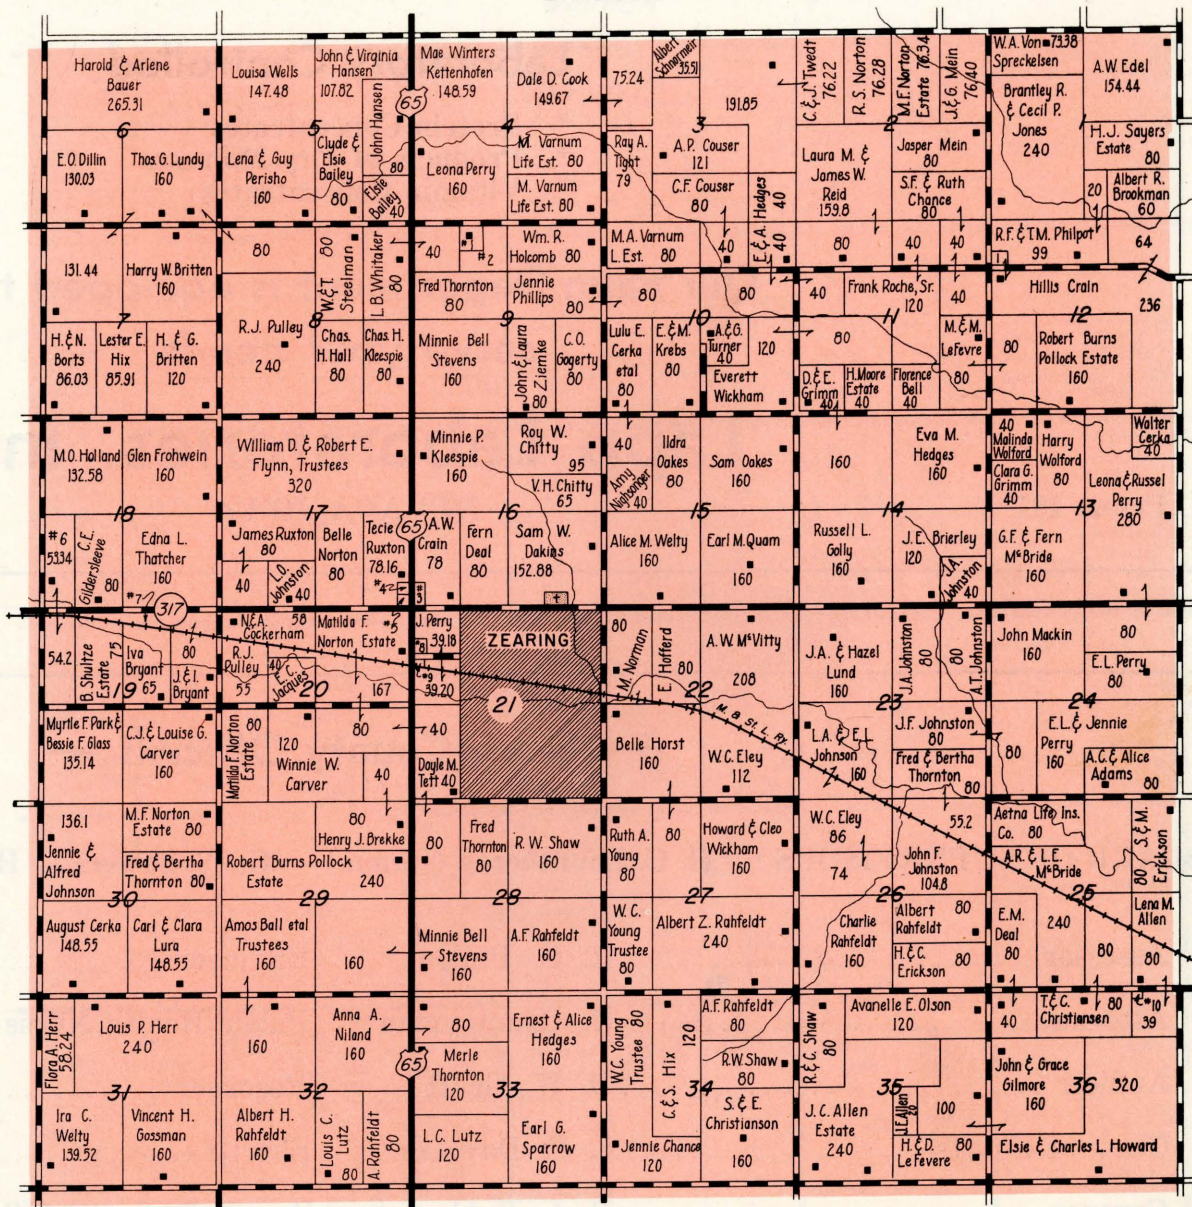 Harold & Arlene
Bauer
265.31
6
E.O. Dillin
130.03
Thos. G. Lundy
160
Louisa Wells
147.48
John & Virginia
Hansen
107.82
John Hansen
80
5
Lena & Guy
Perisho
160
Clyde &
Elsie
Bailey
80
Elsie
Bailey
40
65
Mae Winters
Kettenhofen
148.59
Dale D. Cook
149.67
4
Leona Perry
160
M. Varnum
Life Est. 80
M. Varnum
Life Est. 80
75.24
Albert
Schnormeir
35.51
191.85
3
Ray A.
Tight
79
A.P. Couser
121
C.F. Couser
80
E. & A. Hedges
40
40
C. & J. Twedt
76.22
R. S. Norton
76.28
M.F. Norton
Estate 76.34
J. & G. Mein
76.40
2
Laura M. &
James W.
Reid
159.8
Jasper Mein
80
S.F. & Ruth
Chance
80
W.A. Von 73.38
Spreckelsen
A.W. Edel
154.44
Brantley R.
& Cecil P.
Jones
240
1
H.J. Sayers
Estate 80
20
Albert R.
Brookman
60
131.44
Harry W. Britten
160
7
H. & N.
Borts
86.03
Lester E.
Hix
85.91
H. & G.
Britten
120
80
W. & T.
Steelman
80
L.B. Whitaker
80
R.J. Pulley
240
8
Chas.
H. Hall
80
Chas. H.
Kleespie
80
40
#1
#2
Wm. R.
Holcomb 80
Fred Thornton
80
Jennie
Phillips
80
9
Minnie Bell
Stevens
160
John & Laura
Ziemke
80
C.O.
Gogerty
80
M.A. Varnum
L. Est. 80
40
80
80
10
Lulu E.
Cerka
etal
80
E. & M.
Krebs
80
A. & G.
Turner
40
120
Everett
Wickham
80
40
40
40
Frank Roche, Sr.
120
40
11
80
M. & M.
LeFevre
80
D. & E.
Grimm
40
H. Moore
Estate
40
Florence
Bell
40
R.F. & T.M. Philpot
99
64
1
Hillis Crain
236
12
80
Robert Burns
Pollock Estate
160
M.O. Holland
132.58
Glen Frohwein
160
18
#6
53.34
C.E.
Gildersleeve
80
Edna L.
Thatcher
160
#7
317
William D. & Robert E.
Flynn, Trustees
320
17
James Ruxton
80
40
L.O.
Johnston
40
Belle
Norton
80
Tecie
Ruxton
78.16
#4
65
Minnie P.
Kleespie
160
Roy W.
Chitty
95
V.H. Chitty
65
16
A.W.
Crain
78
#3
Fern
Deal
80
Sam W.
Dakins
152.88
40
Ildra
Oakes
80
Amy
Nighsonger
40
Sam Oakes
160
15
Alice M. Welty
160
Earl M. Quam
160
160
Eva M.
Hedges
160
14
Russell L.
Golly
160
J.E. Brierley
120
J.A.
Johnston
40
40
Malinda
Wolford
Clara G.
Grimm
40
Harry
Wolford
80
Walter
Cerka
40
Leona & Russel
Perry
280
13
G.F. & Fern
McBride
160
54.2
B. Shultze
Estate
75
Iva
Bryant
65
80
J. & I.
Bryant
19
Myrtle F. Park &
Bessie F. Glass
135.14
C.J. & Louise G.
Carver
160
N. & A.
Cockerham
58
R.J.
Pulley
55
40
E.C.
Jacques
Matilda F.
Norton Estate
#5
167
20
Matilda F. Norton
Estate
80
120
Winnie W.
Carver
80
40
J. Perry
39.18
#8
#9
39.20
40
Doyle M.
Teft 40
ZEARING
21
80
M. Norman
E. Hofferd
80
A.W. McVitty
208
22
M. & St. L. Ry.
Belle Horst
160
W.C. Eley
112
J.A. & Hazel
Lund
160
J.A. Johnston
80
A.T. Johnston
80
23
L.A. & E.L.
Johnson
160
J.F. Johnston
80
Fred & Bertha
Thornton
80
John Mackin
160
E.L. Perry
80
24
80
E.L. & Jennie
Perry
160
A.C. & Alice
Adams
80
136.1
Jennie &
Alfred
Johnson
M.F. Norton
Estate 80
Fred & Bertha
Thornton 80
30
August Cerka
148.55
Carl & Clara
Lura
148.55
80
Henry J. Brekke
Robert Burns Pollock
Estate
240
29
Amos Ball etal
Trustees
160
160
80
Fred
Thornton
80
R.W. Shaw
160
28
Minnie Bell
Stevens
160
A.F. Rahfeldt
160
Ruth A.
Young
80
80
Howard & Cleo
Wickham
160
27
W.C.
Young
Trustee
80
Albert Z. Rahfeldt
240
W.C. Eley
86
74
55.2
John F.
Johnston
104.8
26
Charlie
Rahfeldt
160
Albert
Rahfeldt
80
H. & C.
Erickson
80
Aetna Life Ins.
Co. 80
A.R. & L.E.
McBride
S. & M.
Erickson
80
25
E.M.
Deal
80
240
80
Lena M.
Allen
80
Flora A. Herr
58.24
Louis P. Herr
240
31
Ira C.
Welty
139.52
Vincent H.
Gossman
160
160
Anna A.
Niland
160
32
Albert H.
Rahfeldt
160
Louis C.
Lutz
80
A. Rahfeldt
80
65
80
Ernest & Alice
Hedges
160
Merle
Thornton
120
33
L.C. Lutz
120
Earl G.
Sparrow
160
W.C. Young
Trustee 80
C. & S. Hix
120
A.F. Rahfeldt
80
R.W. Shaw
80
34
Jennie Chance
120
S. & E.
Christianson
160
R. & C. Shaw
80
Avanelle E. Olson
120
35
J.C. Allen
Estate
240
J.E. Allen
20
100
H. & D.
LeFevere
80
40
T. & C.
Christiansen
80
#10
39
John & Grace
Gilmore
160
36
320
Elsie & Charles L. Howard